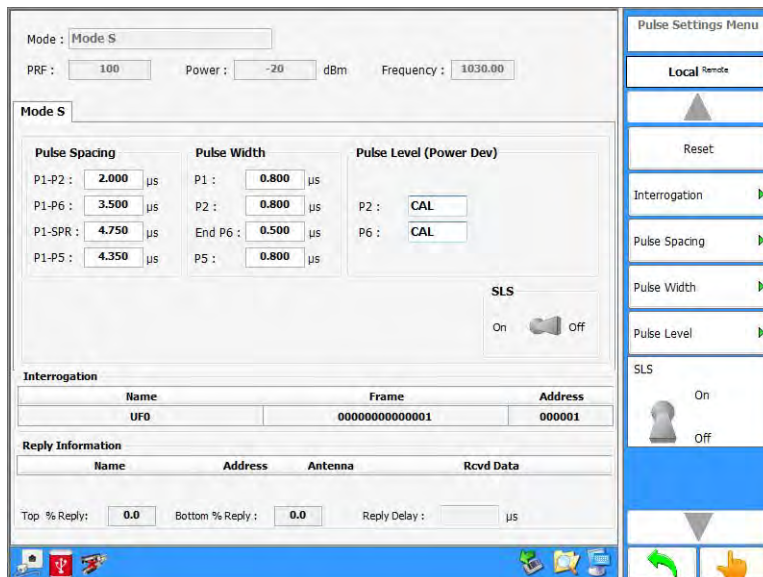 Mode : Mode S
PRF : 100 Power : -20 dBm Frequency : 1030.00
Mode S
Pulse Spacing Pulse Width Pulse Level (Power Dev)
P1-P2 : 2.000 µs P1 : 0.800 µs
P1-P6 : 3.500 µs P2 : 0.800 µs P2 : CAL
P1-SPR : 4.750 µs End P6 : 0.500 µs P6 : CAL
P1-P5 : 4.350 µs P5 : 0.800 µs
SLS
On Off
Interrogation
Name Frame Address
UF0 00000000000001 000001
Reply Information
Name Address Antenna Rcvd Data
Top % Reply: 0.0 Bottom % Reply : 0.0 Reply Delay : µs
Pulse Settings Menu
Local Remote
Reset
Interrogation
Pulse Spacing
Pulse Width
Pulse Level
SLS
On
Off